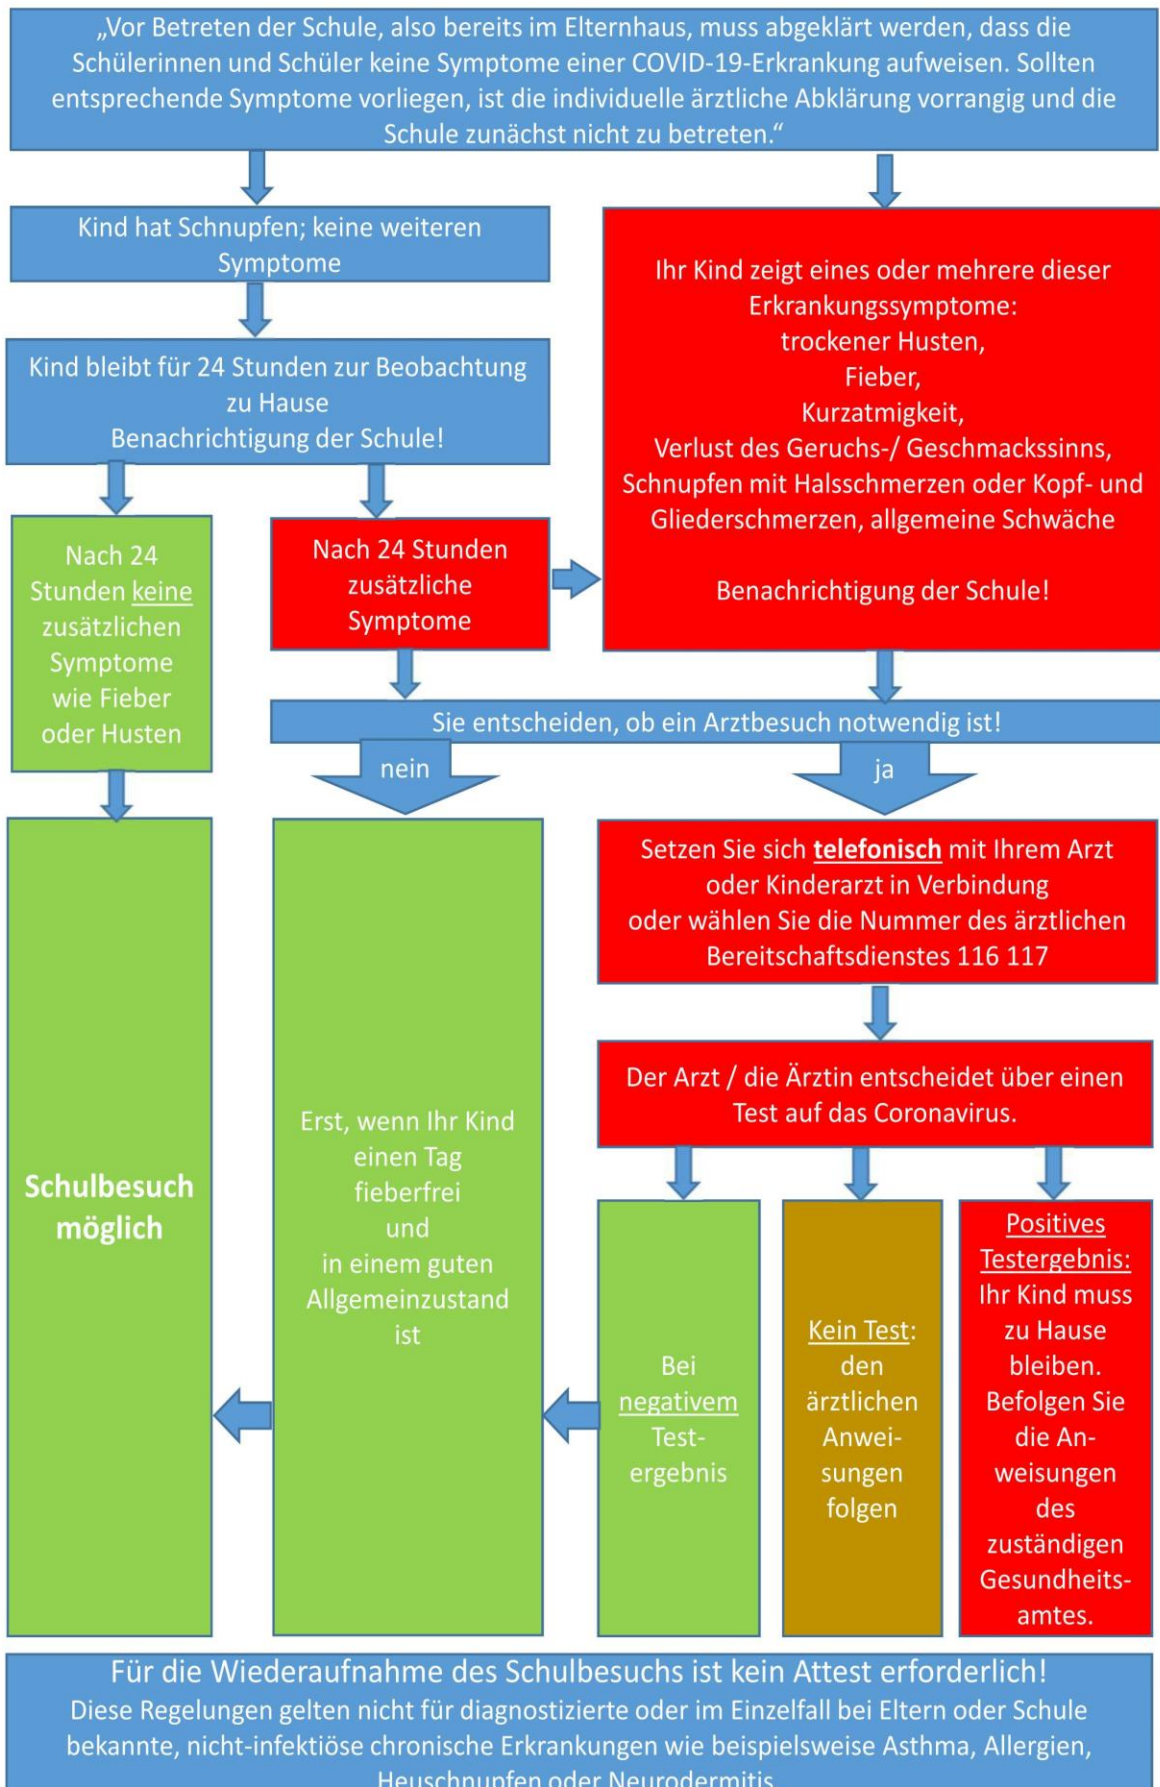 „Vor Betreten der Schule, also bereits im Elternhaus, muss abgeklärt werden, dass die
Schülerinnen und Schüler keine Symptome einer COVID-19-Erkrankung aufweisen. Sollten
entsprechende Symptome vorliegen, ist die individuelle ärztliche Abklärung vorrangig und die
Schule zunächst nicht zu betreten.“
Kind hat Schnupfen; keine weiteren
Symptome
Kind bleibt für 24 Stunden zur Beobachtung
zu Hause
Benachrichtigung der Schule!
Ihr Kind zeigt eines oder mehrere dieser
Erkrankungssymptome:
trockener Husten,
Fieber,
Kurzatmigkeit,
Verlust des Geruchs-/ Geschmackssinns,
Schnupfen mit Halsschmerzen oder Kopf- und
Gliederschmerzen, allgemeine Schwäche
Benachrichtigung der Schule!
Nach 24
Stunden keine
zusätzlichen
Symptome
wie Fieber
oder Husten
Nach 24 Stunden
zusätzliche
Symptome
Sie entscheiden, ob ein Arztbesuch notwendig ist!
nein
ja
Schulbesuch
möglich
Erst, wenn Ihr Kind
einen Tag
fieberfrei
und
in einem guten
Allgemeinzustand
ist
Setzen Sie sich telefonisch mit Ihrem Arzt
oder Kinderarzt in Verbindung
oder wählen Sie die Nummer des ärztlichen
Bereitschaftsdienstes 116 117
Der Arzt / die Ärztin entscheidet über einen
Test auf das Coronavirus.
Bei
negativem
Test-
ergebnis
Kein Test:
den
ärztlichen
Anwei-
sungen
folgen
Positives
Testergebnis:
Ihr Kind muss
zu Hause
bleiben.
Befolgen Sie
die An-
weisungen
des
zuständigen
Gesundheits-
amtes.
Für die Wiederaufnahme des Schulbesuchs ist kein Attest erforderlich!
Diese Regelungen gelten nicht für diagnostizierte oder im Einzelfall bei Eltern oder Schule
bekannte, nicht-infektiöse chronische Erkrankungen wie beispielsweise Asthma, Allergien,
Heuschnupfen oder Neurodermitis